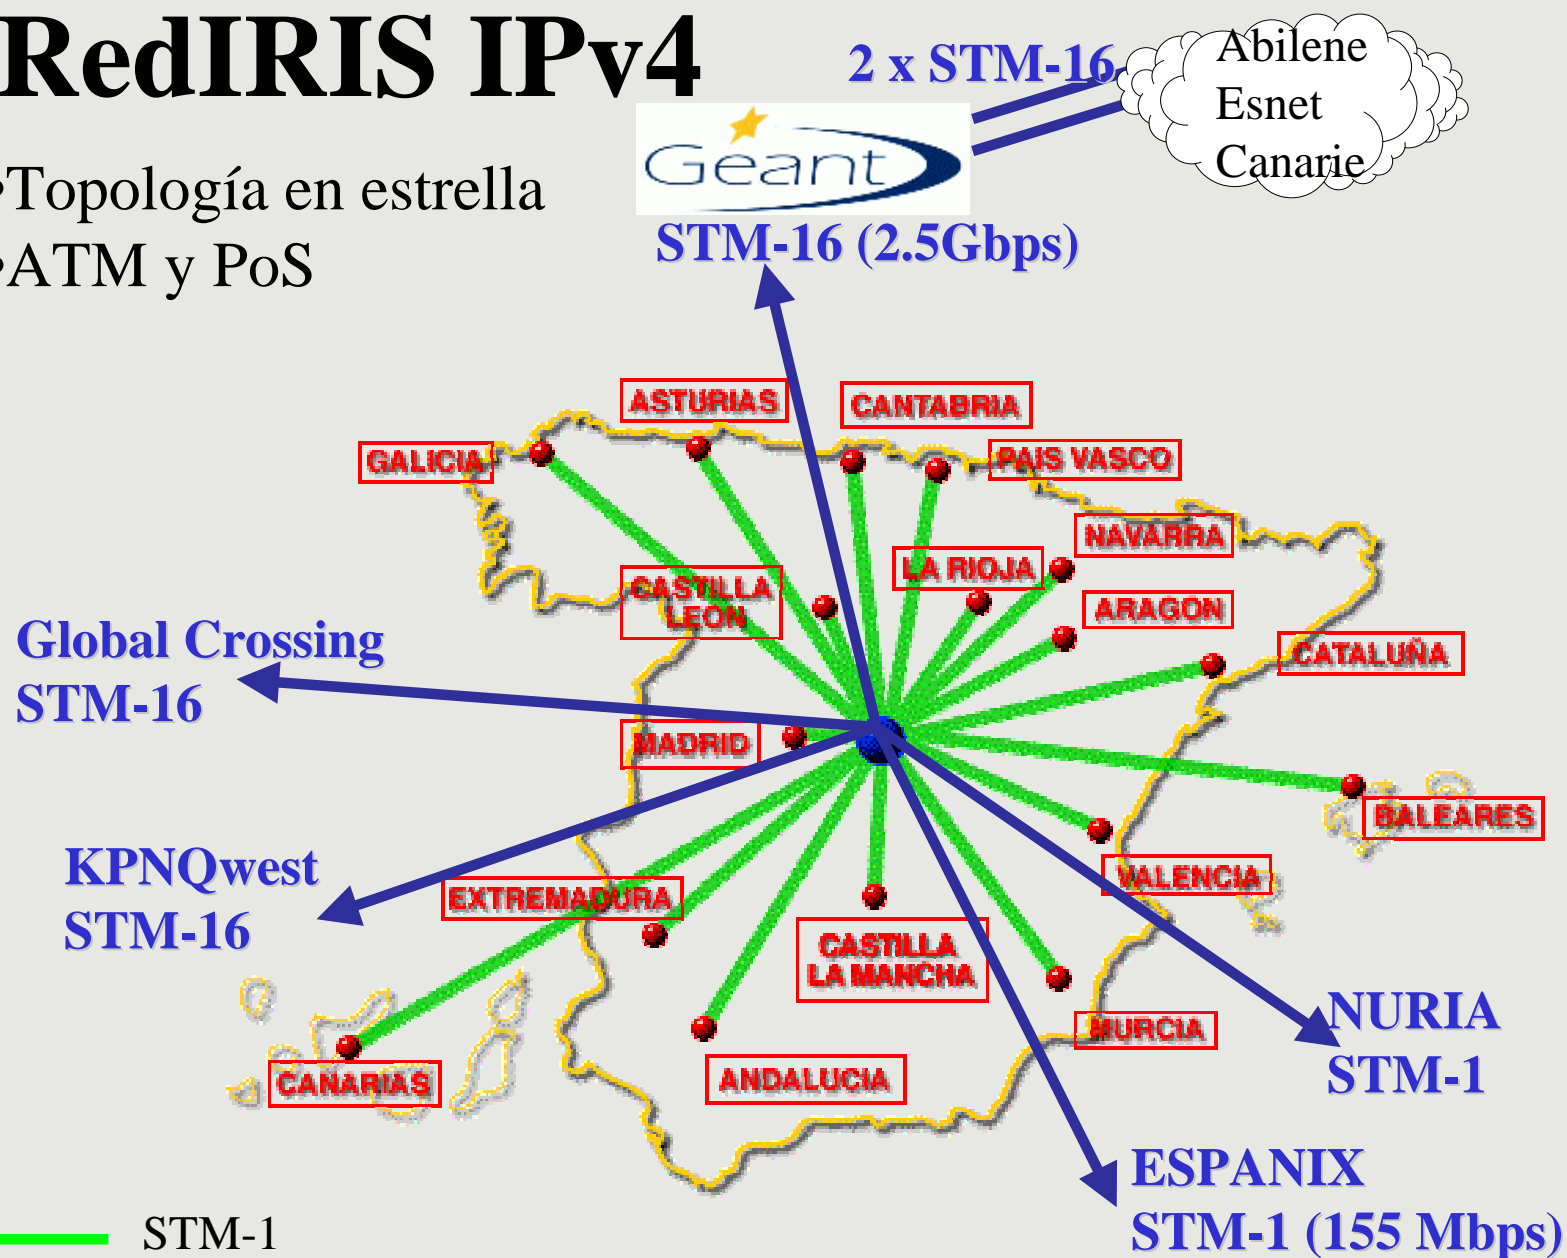 RedIRIS IPv4
•Topología en estrella
•ATM y PoS
2 x STM-16
Abilene
Esnet
Canarie
Géant
STM-16 (2.5Gbps)
ASTURIAS
CANTABRIA
GALICIA
PAIS VASCO
NAVARRA
LA RIOJA
CASTILLA
LEON
ARAGON
CATALUÑA
Global Crossing
STM-16
MADRID
BALEARES
KPNQwest
STM-16
EXTREMADURA
VALENCIA
CASTILLA
LA MANCHA
NURIA
STM-1
MURCIA
CANARIAS
ANDALUCIA
ESPANIX
STM-1 (155 Mbps)
STM-1